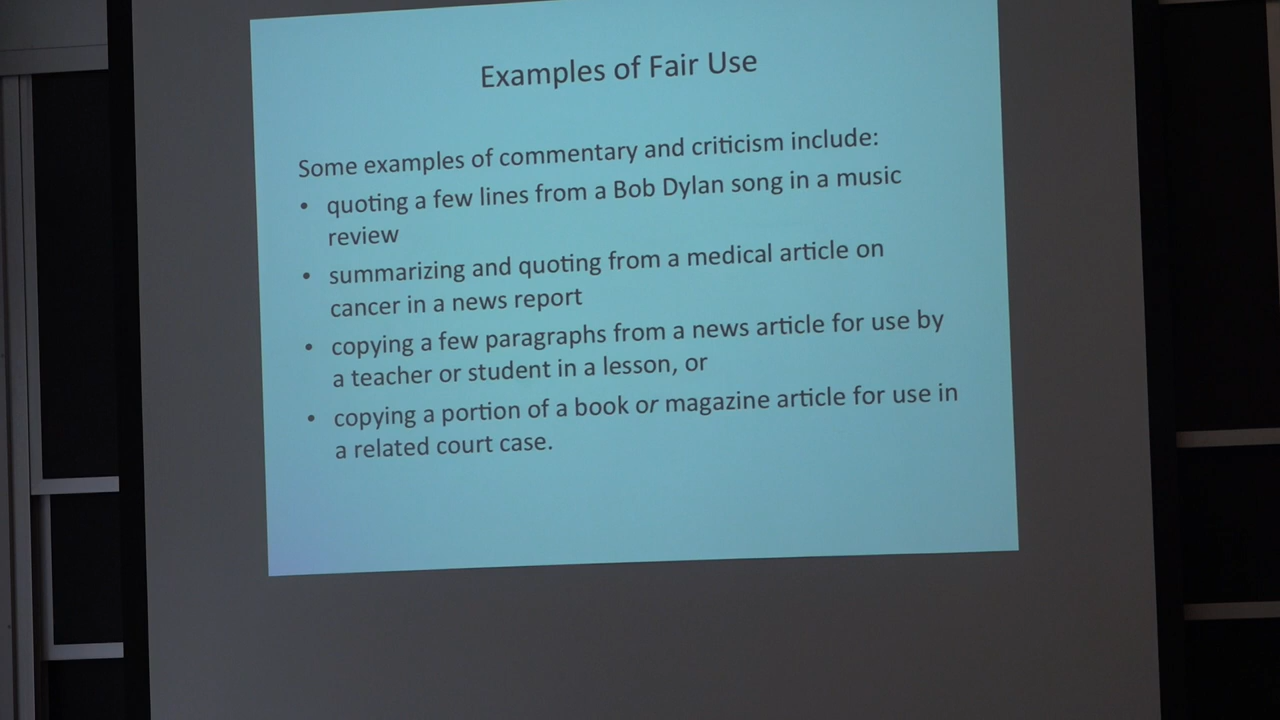 Examples of Fair Use
Some examples of commentary and criticism include:
• quoting a few lines from a Bob Dylan song in a music
review
• summarizing and quoting from a medical article on
cancer in a news report
• copying a few paragraphs from a news article for use by
a teacher or student in a lesson, or
• copying a portion of a book or magazine article for use in
a related court case.